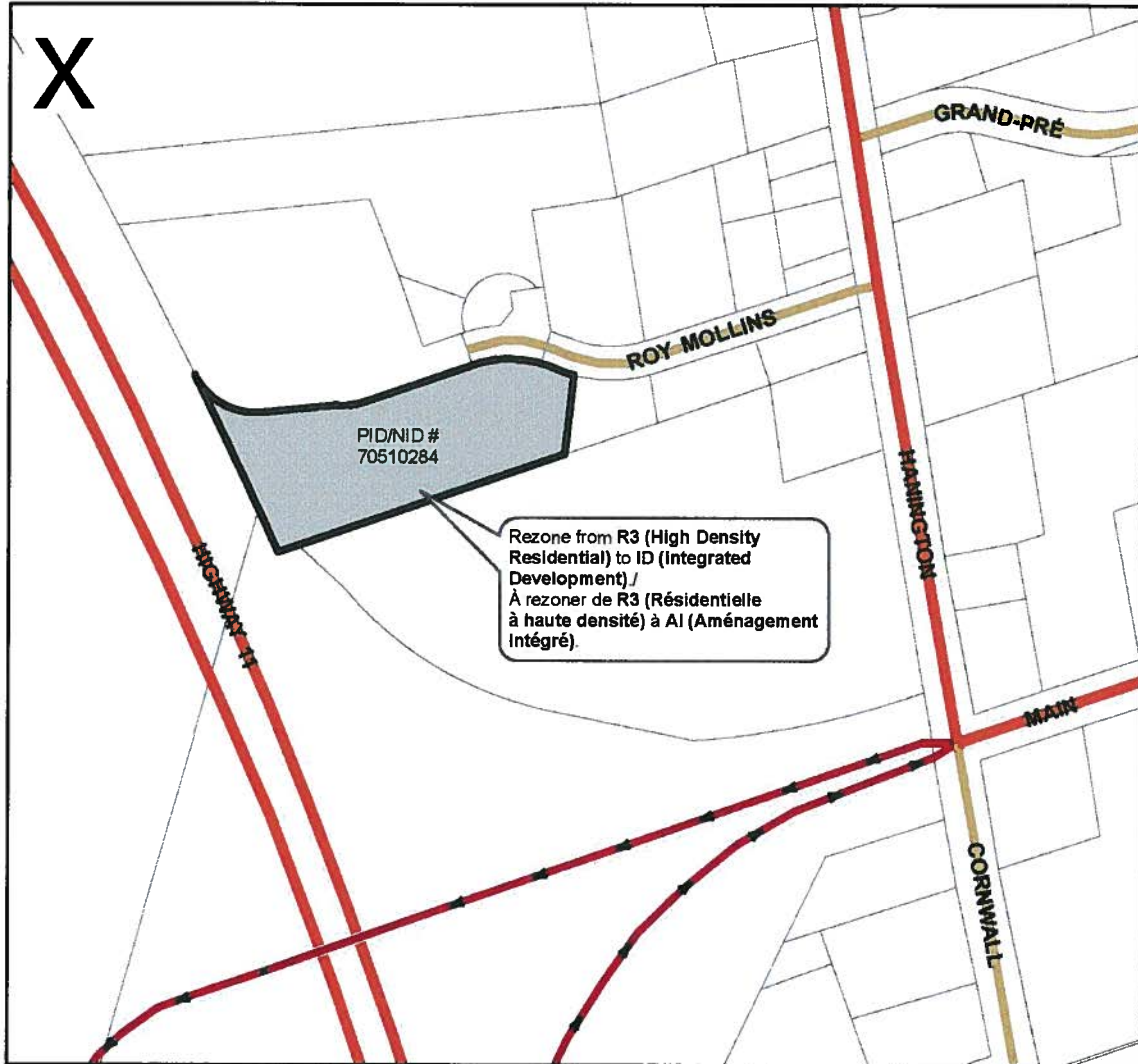 X
GRAND-PRÉ
ROY MOLLINS
PID/NID #
70510284
HANINGTON
Rezone from R3 (High Density
Residential) to ID (Integrated
Development)./
À rezoner de R3 (Résidentielle
à haute densité) à AI (Aménagement
Intégré).
HIGHWAY 11
MAIN
CORNWALL